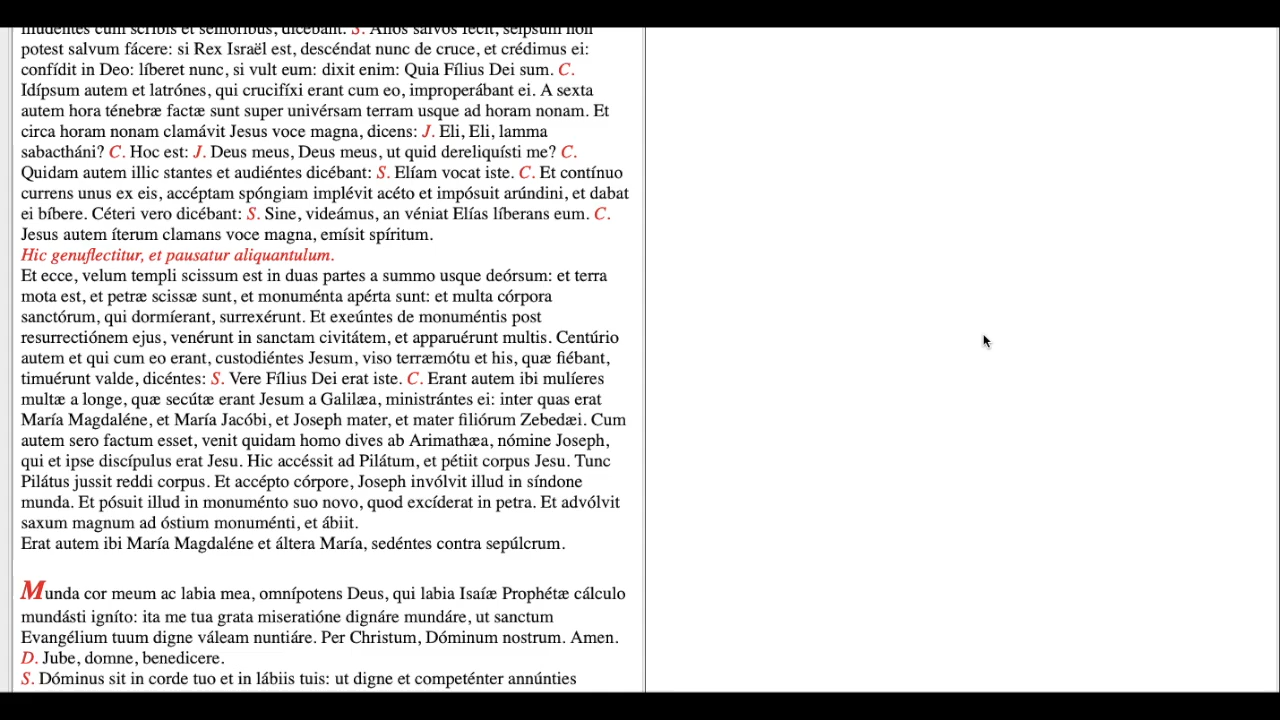 illudentes cum scribis et senioribus, dicebant: S. Alios salvos fecit, seipsum non
potest salvum fácere: si Rex Israël est, descéndat nunc de cruce, et crédimus ei:
confídit in Deo: líberet nunc, si vult eum: dixit enim: Quia Fílius Dei sum. C.
Idípsum autem et latrónes, qui crucifíxi erant cum eo, improperábant ei. A sexta
autem hora ténebræ factæ sunt super univérsam terram usque ad horam nonam. Et
circa horam nonam clamávit Jesus voce magna, dicens: J. Eli, Eli, lamma
sabactháni? C. Hoc est: J. Deus meus, Deus meus, ut quid dereliquísti me? C.
Quidam autem illic stantes et audiéntes dicébant: S. Elíam vocat iste. C. Et contínuo
currens unus ex eis, accéptam spóngiam implévit acéto et impósuit arúndini, et dabat
ei bíbere. Céteri vero dicébant: S. Sine, videámus, an véniat Elías líberans eum. C.
Jesus autem íterum clamans voce magna, emísit spíritum.
Hic genuflectitur, et pausatur aliquantulum.
Et ecce, velum templi scissum est in duas partes a summo usque deórsum: et terra
mota est, et petræ scissæ sunt, et monuménta apérta sunt: et multa córpora
sanctórum, qui dormíerant, surrexérunt. Et exeúntes de monuméntis post
resurrectiónem ejus, venérunt in sanctam civitátem, et apparuérunt multis. Centúrio
autem et qui cum eo erant, custodiéntes Jesum, viso terræmótu et his, quæ fiébant,
timuérunt valde, dicéntes: S. Vere Fílius Dei erat iste. C. Erant autem ibi mulíeres
multæ a longe, quæ secútæ erant Jesum a Galilæa, ministrántes ei: inter quas erat
María Magdaléne, et María Jacóbi, et Joseph mater, et mater filiórum Zebedæi. Cum
autem sero factum esset, venit quidam homo dives ab Arimathæa, nómine Joseph,
qui et ipse discípulus erat Jesu. Hic accéssit ad Pilátum, et pétiit corpus Jesu. Tunc
Pilátus jussit reddi corpus. Et accépto córpore, Joseph invólvit illud in síndone
munda. Et pósuit illud in monuménto suo novo, quod excíderat in petra. Et advólvit
saxum magnum ad óstium monuménti, et ábiit.
Erat autem ibi María Magdaléne et áltera María, sedéntes contra sepúlcrum.
Munda cor meum ac labia mea, omnípotens Deus, qui labia Isaíæ Prophétæ cálculo
mundásti igníto: ita me tua grata miseratióne dignáre mundáre, ut sanctum
Evangélium tuum digne váleam nuntiáre. Per Christum, Dóminum nostrum. Amen.
D. Jube, domne, benedicere.
S. Dóminus sit in corde tuo et in lábiis tuis: ut digne et competénter annúnties